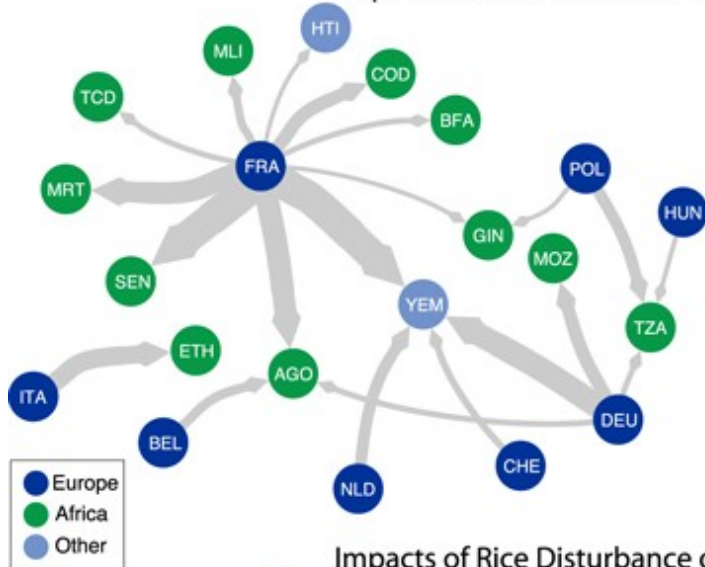 HTI
MLI
COD
TCD
BFA
FRA
POL
MRT
HUN
GIN
MOZ
SEN
YEM
TZA
ETH
AGO
ITA
DEU
BEL
CHE
NLD
Europe
Africa
Other
Impacts of Rice Disturbance